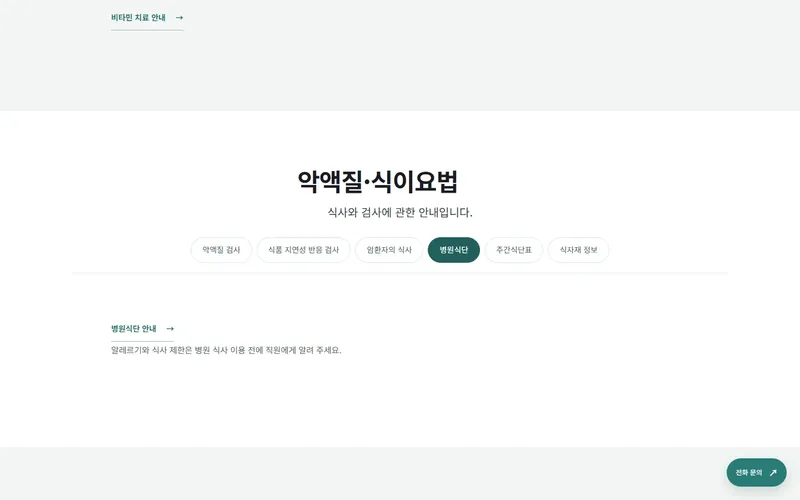 비타민 치료 안내 →
악액질·식이요법
식사와 검사에 관한 안내입니다.
악액질 검사 식품 지연성 반응 검사 암환자의 식사 병원식단 주간식단표 식자재 정보
병원식단 안내 →
알레르기와 식사 제한은 병원 식사 이용 전에 직원에게 알려 주세요.
전화 문의 ↗